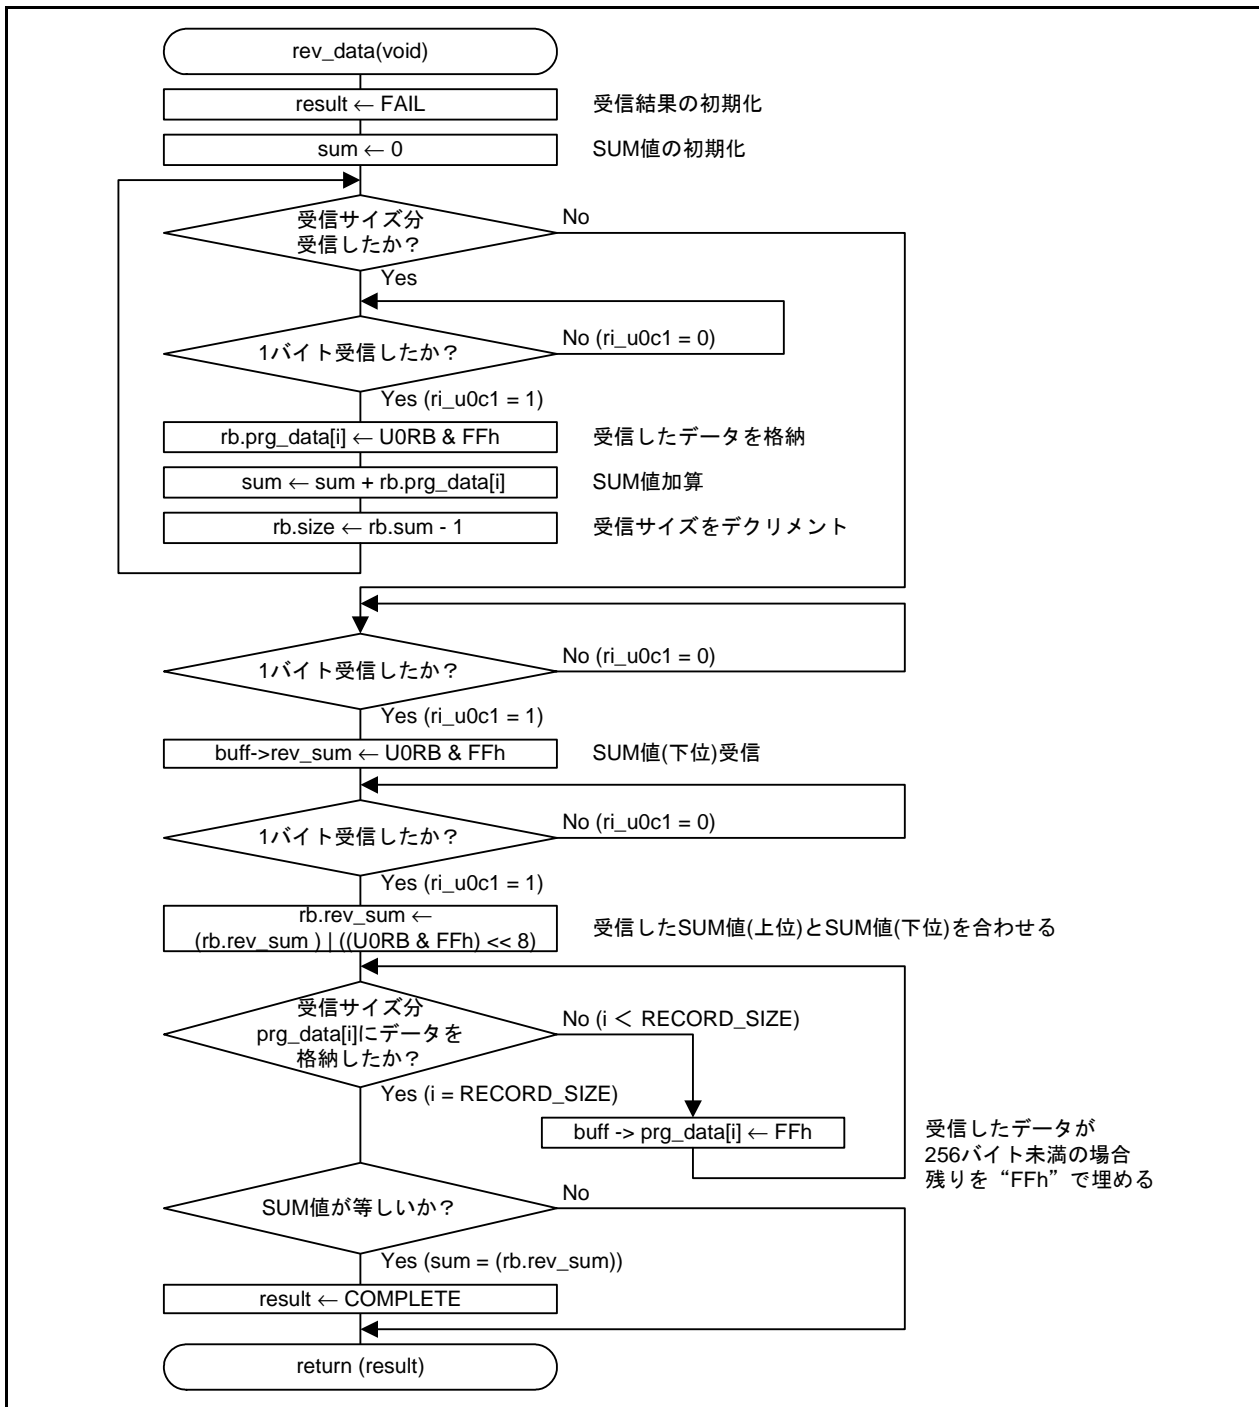 rev_data(void)
result ← FAIL
受信結果の初期化
sum ← 0
SUM値の初期化
受信サイズ分
受信したか？
No
Yes
1バイト受信したか？
No (ri_u0c1 = 0)
Yes (ri_u0c1 = 1)
rb.prg_data[i] ← U0RB & FFh
受信したデータを格納
sum ← sum + rb.prg_data[i]
SUM値加算
rb.size ← rb.sum - 1
受信サイズをデクリメント
1バイト受信したか？
No (ri_u0c1 = 0)
Yes (ri_u0c1 = 1)
buff->rev_sum ← U0RB & FFh
SUM値(下位)受信
1バイト受信したか？
No (ri_u0c1 = 0)
Yes (ri_u0c1 = 1)
rb.rev_sum ←
(rb.rev_sum ) | ((U0RB & FFh) << 8)
受信したSUM値(上位)とSUM値(下位)を合わせる
受信サイズ分
prg_data[i]にデータを
格納したか？
No (i ＜ RECORD_SIZE)
Yes (i = RECORD_SIZE)
buff -> prg_data[i] ← FFh
受信したデータが
256バイト未満の場合
残りを“FFh”で埋める
SUM値が等しいか？
No
Yes (sum = (rb.rev_sum))
result ← COMPLETE
return (result)